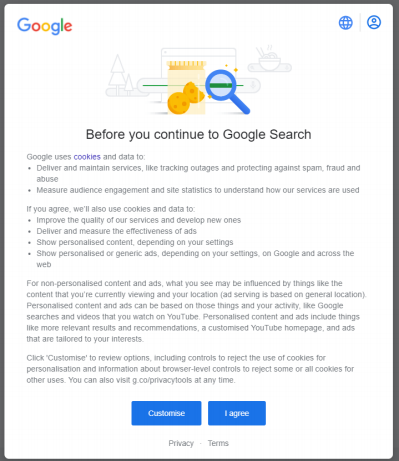 Google
Before you continue to Google Search
Google uses cookies and data to:
• Deliver and maintain services, like tracking outages and protecting against spam, fraud and
abuse
• Measure audience engagement and site statistics to understand how our services are used
If you agree, we'll also use cookies and data to:
• Improve the quality of our services and develop new ones
• Deliver and measure the effectiveness of ads
• Show personalised content, depending on your settings
• Show personalised or generic ads, depending on your settings, on Google and across the
web
For non-personalised content and ads, what you see may be influenced by things like the
content that you're currently viewing and your location (ad serving is based on general location).
Personalised content and ads can be based on those things and your activity, like Google
searches and videos that you watch on YouTube. Personalised content and ads include things
like more relevant results and recommendations, a customised YouTube homepage, and ads
that are tailored to your interests.
Click 'Customise' to review options, including controls to reject the use of cookies for
personalisation and information about browser-level controls to reject some or all cookies for
other uses. You can also visit g.co/privacytools at any time.
Customise I agree
Privacy · Terms